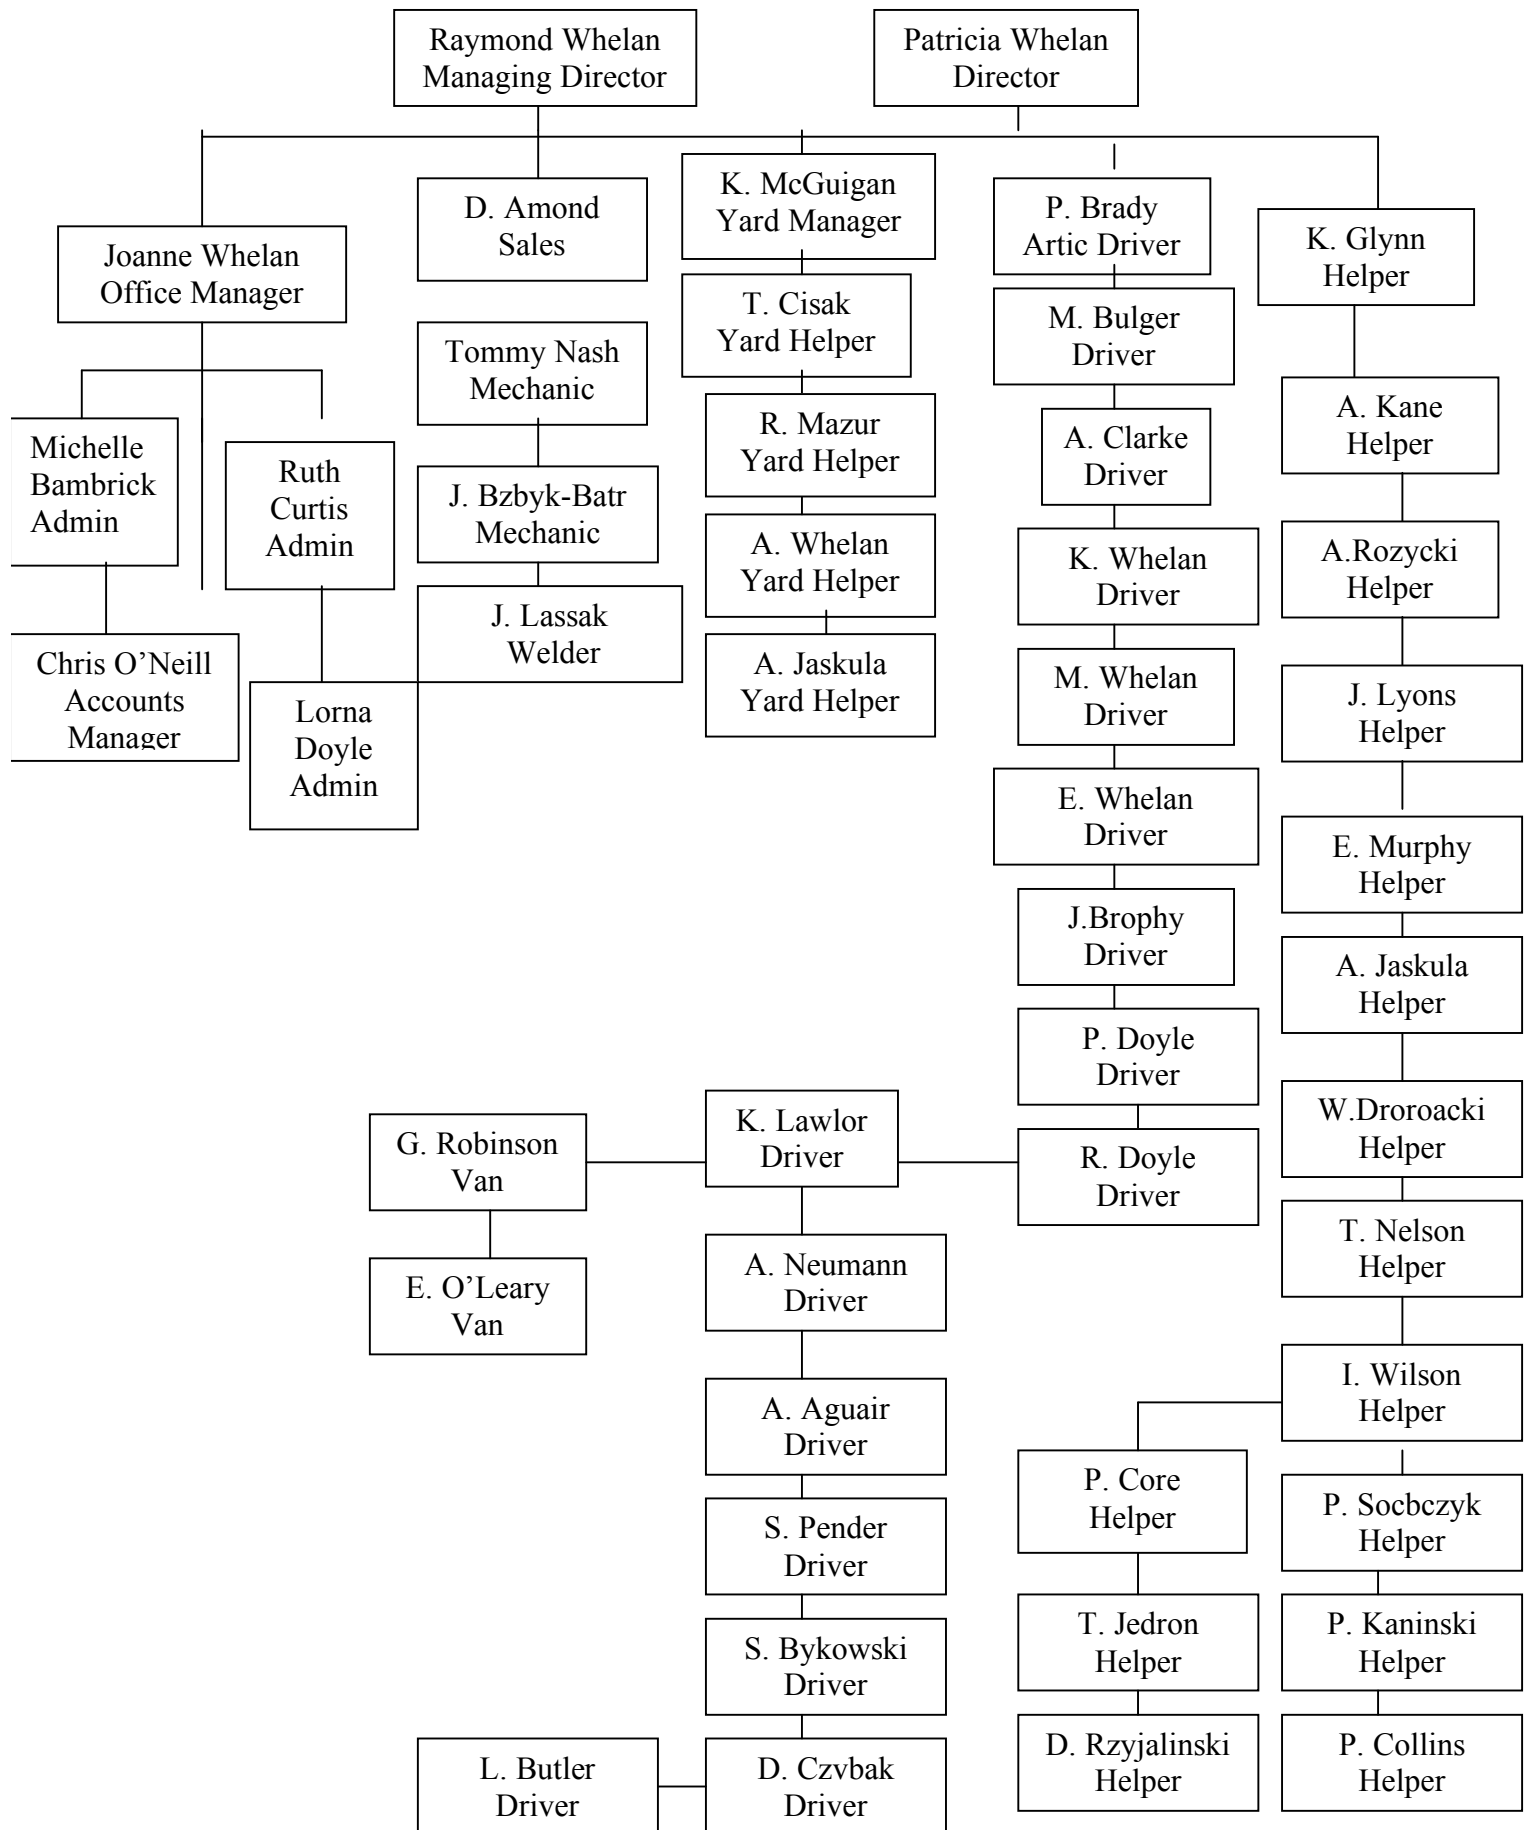 Raymond Whelan
Managing Director
Patricia Whelan
Director
Joanne Whelan
Office Manager
D. Amond
Sales
K. McGuigan
Yard Manager
P. Brady
Artic Driver
K. Glynn
Helper
Michelle
Bambrick
Admin
Ruth
Curtis
Admin
Chris O’Neill
Accounts
Manager
Lorna
Doyle
Admin
Tommy Nash
Mechanic
J. Bzbyk-Batr
Mechanic
J. Lassak
Welder
T. Cisak
Yard Helper
R. Mazur
Yard Helper
A. Whelan
Yard Helper
A. Jaskula
Yard Helper
M. Bulger
Driver
A. Clarke
Driver
K. Whelan
Driver
M. Whelan
Driver
E. Whelan
Driver
J.Brophy
Driver
P. Doyle
Driver
R. Doyle
Driver
K. Lawlor
Driver
G. Robinson
Van
E. O’Leary
Van
A. Neumann
Driver
A. Aguair
Driver
S. Pender
Driver
S. Bykowski
Driver
D. Czvbak
Driver
L. Butler
Driver
A. Kane
Helper
A.Rozycki
Helper
J. Lyons
Helper
E. Murphy
Helper
A. Jaskula
Helper
W.Droroacki
Helper
T. Nelson
Helper
I. Wilson
Helper
P. Core
Helper
T. Jedron
Helper
D. Rzyjalinski
Helper
P. Socbczyk
Helper
P. Kaninski
Helper
P. Collins
Helper